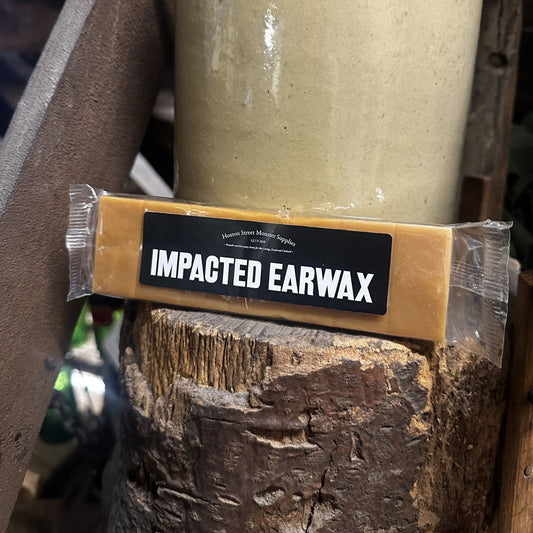 Hoxton Street Monster Supplies
IMPACTED EARWAX